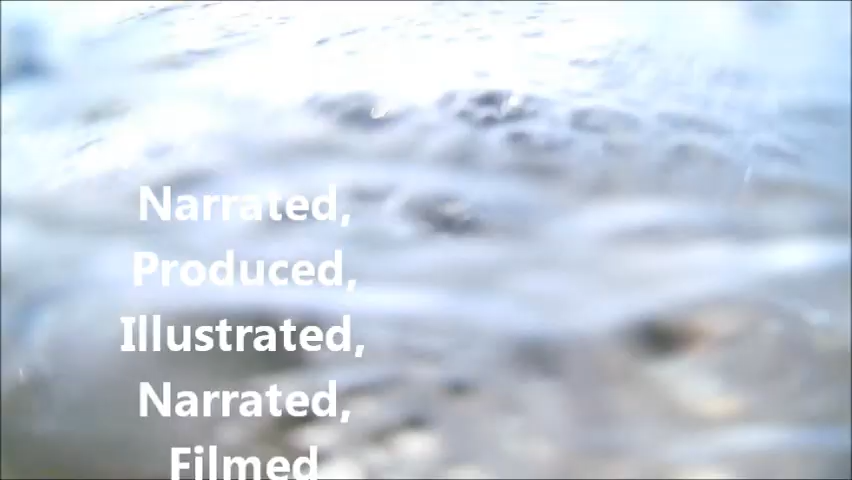 Narrated,
Produced,
Illustrated,
Narrated,
Filmed